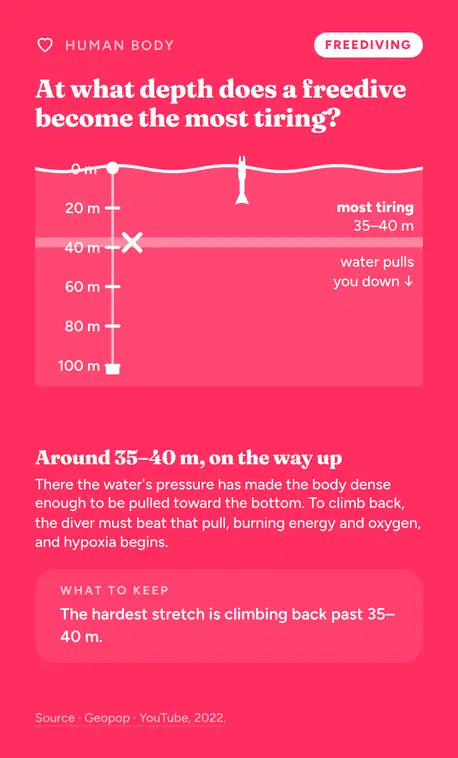 HUMAN BODY
FREEDIVING
At what depth does a freedive
become the most tiring?
0 m
20 m
40 m
60 m
80 m
100 m
most tiring
35–40 m
water pulls
you down ↓
Around 35–40 m, on the way up
There the water's pressure has made the body dense
enough to be pulled toward the bottom. To climb back,
the diver must beat that pull, burning energy and oxygen,
and hypoxia begins.
WHAT TO KEEP
The hardest stretch is climbing back past 35–
40 m.
Source · Geopop · YouTube, 2022.